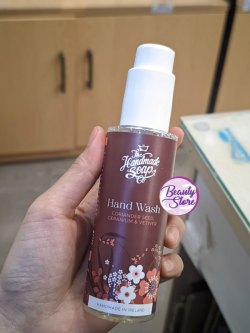 The
Handmade
Soap
Co
Hand Wash
CORIANDER SEED,
GERANIUM & VETIVER
HANDMADE IN IRELAND
Beauty
Store